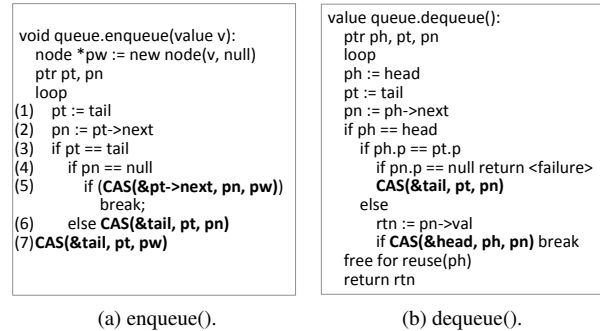 void queue.enqueue(value v):
node *pw := new node(v, null)
ptr pt, pn
loop
(1) pt := tail
(2) pn := pt->next
(3) if pt == tail
(4) if pn == null
(5) if (CAS(&pt->next, pn, pw))
break;
(6) else CAS(&tail, pt, pn)
(7)CAS(&tail, pt, pw)
(a) enqueue().
value queue.dequeue():
ptr ph, pt, pn
loop
ph := head
pt := tail
pn := ph->next
if ph == head
if ph.p == pt.p
if pn.p == null return <failure>
CAS(&tail, pt, pn)
else
rtn := pn->val
if CAS(&head, ph, pn) break
free for reuse(ph)
return rtn
(b) dequeue().